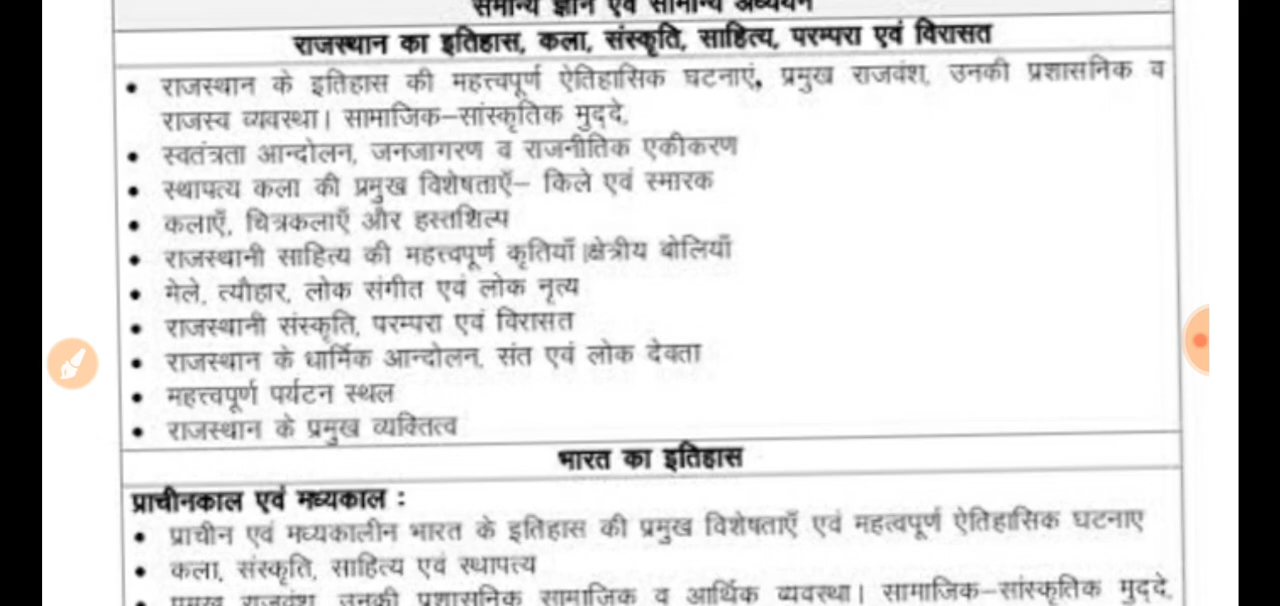 समान्य ज्ञान एवं सामान्य अध्ययन
राजस्थान का इतिहास, कला, संस्कृति, साहित्य, परम्परा एवं विरासत
• राजस्थान के इतिहास की महत्त्वपूर्ण ऐतिहासिक घटनाएं, प्रमुख राजवंश, उनकी प्रशासनिक व
राजस्व व्यवस्था। सामाजिक–सांस्कृतिक मुद्दे,
• स्वतंत्रता आन्दोलन, जनजागरण व राजनीतिक एकीकरण
• स्थापत्य कला की प्रमुख विशेषताएँ– किले एवं स्मारक
• कलाएँ, चित्रकलाएँ और हस्तशिल्प
• राजस्थानी साहित्य की महत्त्वपूर्ण कृतियाँ।क्षेत्रीय बोलियाँ
• मेले, त्यौहार, लोक संगीत एवं लोक नृत्य
• राजस्थानी संस्कृति, परम्परा एवं विरासत
• राजस्थान के धार्मिक आन्दोलन, संत एवं लोक देवता
• महत्त्वपूर्ण पर्यटन स्थल
• राजस्थान के प्रमुख व्यक्तित्व
भारत का इतिहास
प्राचीनकाल एवं मध्यकाल :
• प्राचीन एवं मध्यकालीन भारत के इतिहास की प्रमुख विशेषताएँ एवं महत्वपूर्ण ऐतिहासिक घटनाए
• कला, संस्कृति, साहित्य एवं स्थापत्य
• प्रमुख राजवंश, उनकी प्रशासनिक सामाजिक व आर्थिक व्यवस्था। सामाजिक–सांस्कृतिक मुद्दे,